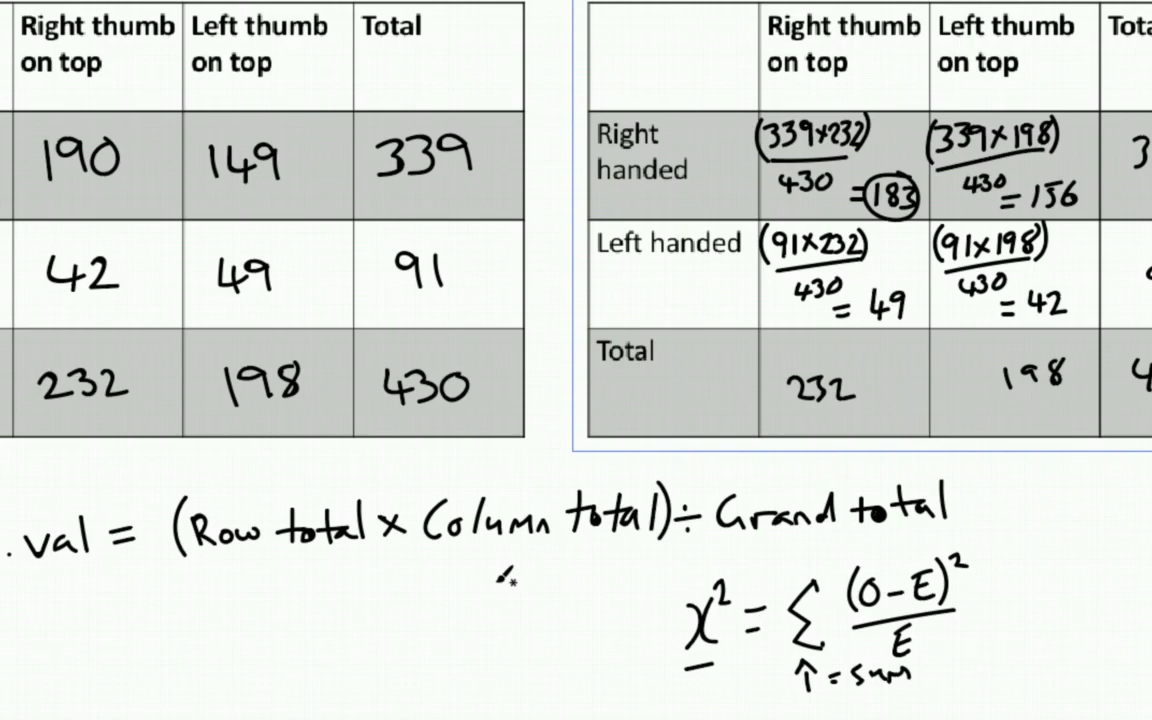 Right thumb on top Left thumb on top Total
190 149 339
42 49 91
232 198 430
Right thumb on top Left thumb on top
Right handed (339×232) / 430 = 183 (339×198) / 430 = 156
Left handed (91×232) / 430 = 49 (91×198) / 430 = 42
Total 232 198
val = (Row total × Column total) ÷ Grand total
x² = Σ (O-E)² / E
↑ = sum